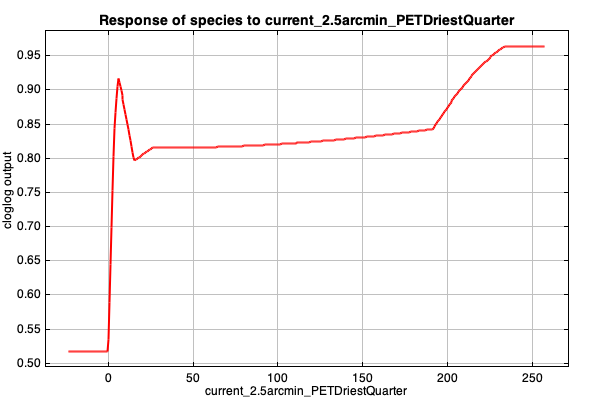 Response of species to current_2.5arcmin_PETDriestQuarter
cloglog output
0.95
0.90
0.85
0.80
0.75
0.70
0.65
0.60
0.55
0.50
0 50 100 150 200 250
current_2.5arcmin_PETDriestQuarter